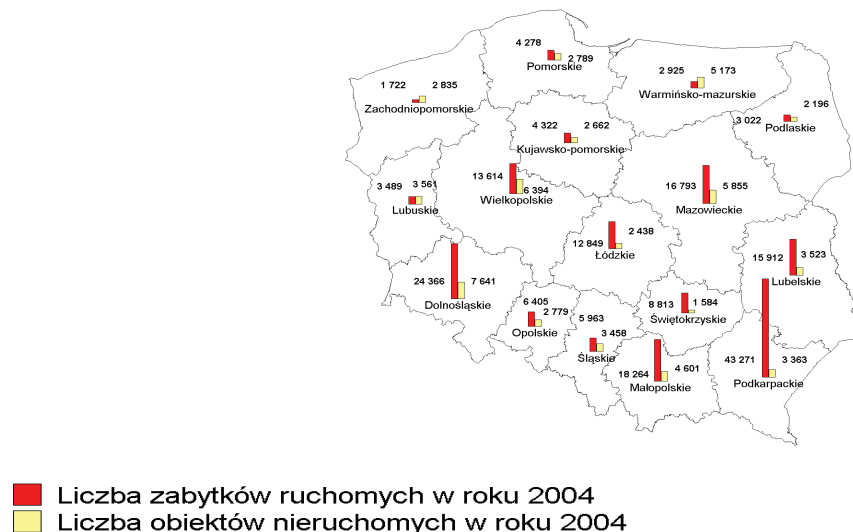 4 278
2 789
Pomorskie
1 722 2 835
Zachodniopomorskie
2 925 5 173
Warmińsko-mazurskie
2 196
3 022
Podlaskie
4 322 2 662
Kujawsko-pomorskie
13 614
6 394
Wielkopolskie
3 489 3 561
Lubuskie
16 793 5 855
Mazowieckie
12 849 2 438
Łódzkie
15 912 3 523
Lubelskie
24 366 7 641
Dolnośląskie
6 405
2 779
Opolskie
5 963
3 458
Śląskie
8 813 1 584
Świętokrzyskie
18 264 4 601
Małopolskie
43 271 3 363
Podkarpackie
Liczba zabytków ruchomych w roku 2004
Liczba obiektów nieruchomych w roku 2004